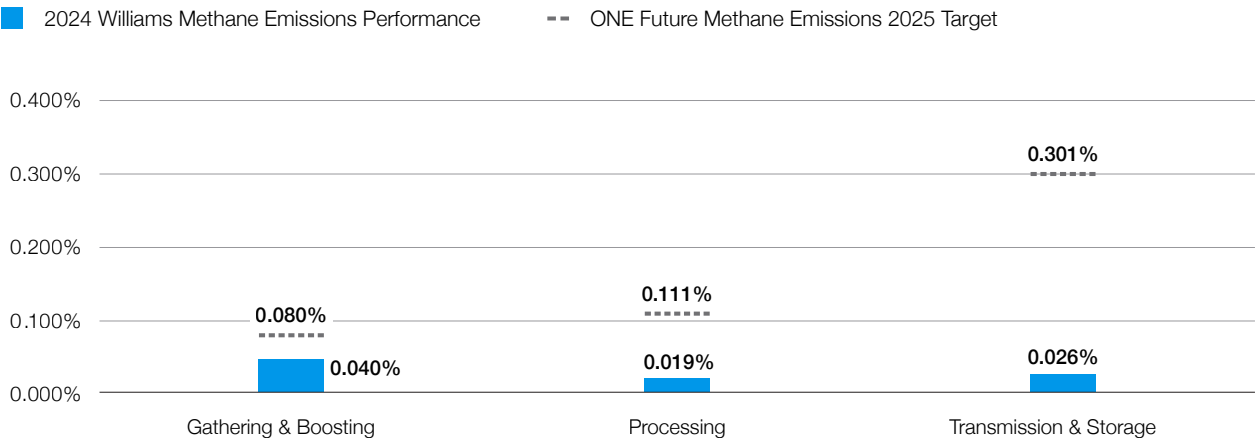 2024 Williams Methane Emissions Performance
ONE Future Methane Emissions 2025 Target
0.400%
0.300%
0.200%
0.100%
0.000%
0.080%
0.040%
0.111%
0.019%
0.301%
0.026%
Gathering & Boosting
Processing
Transmission & Storage